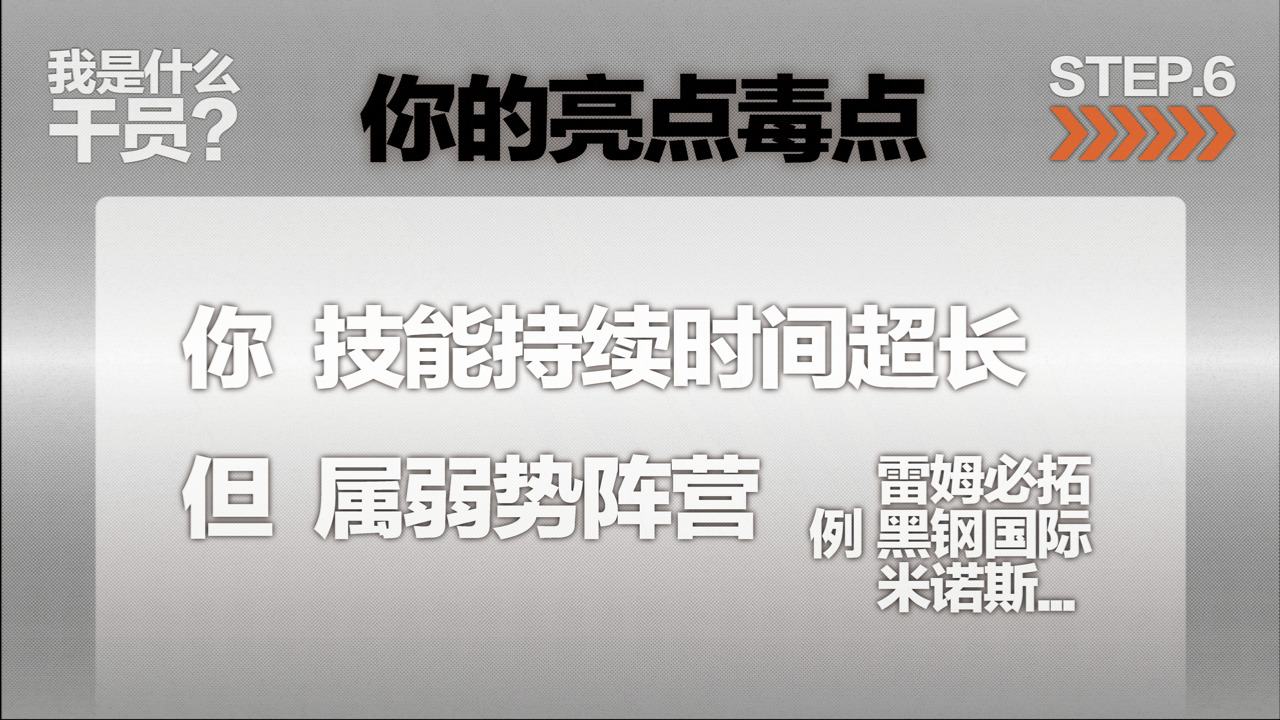 我是什么
干员?
你的亮点毒点
STEP.6
你 技能持续时间超长
但 属弱势阵营
例 雷姆必拓
黑钢国际
米诺斯...